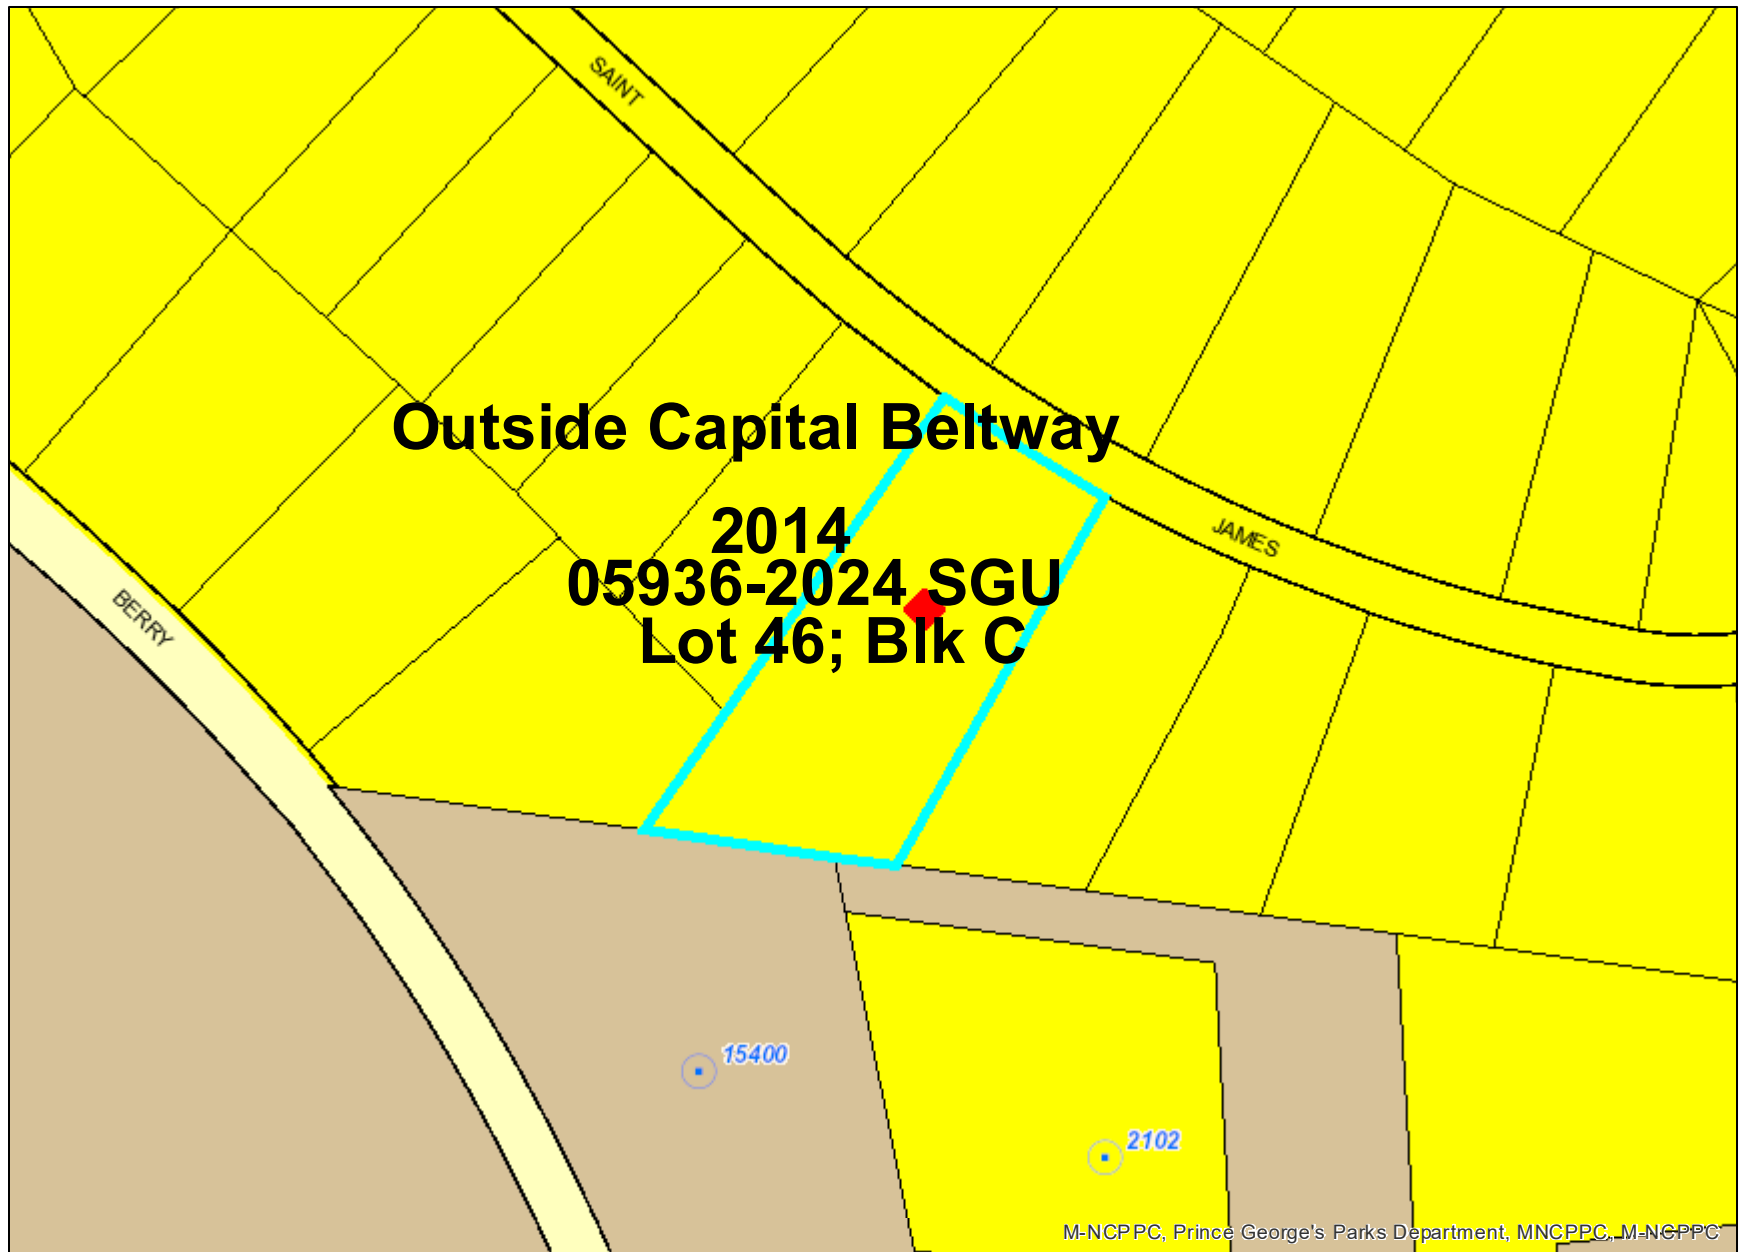 SAINT
Outside Capital Beltway
2014
JAMES
05936-2024 SGU
BERRY
Lot 46; Blk C
15400
2102
M-NCPPC, Prince George's Parks Department, MNCPPC, M-NCPPC